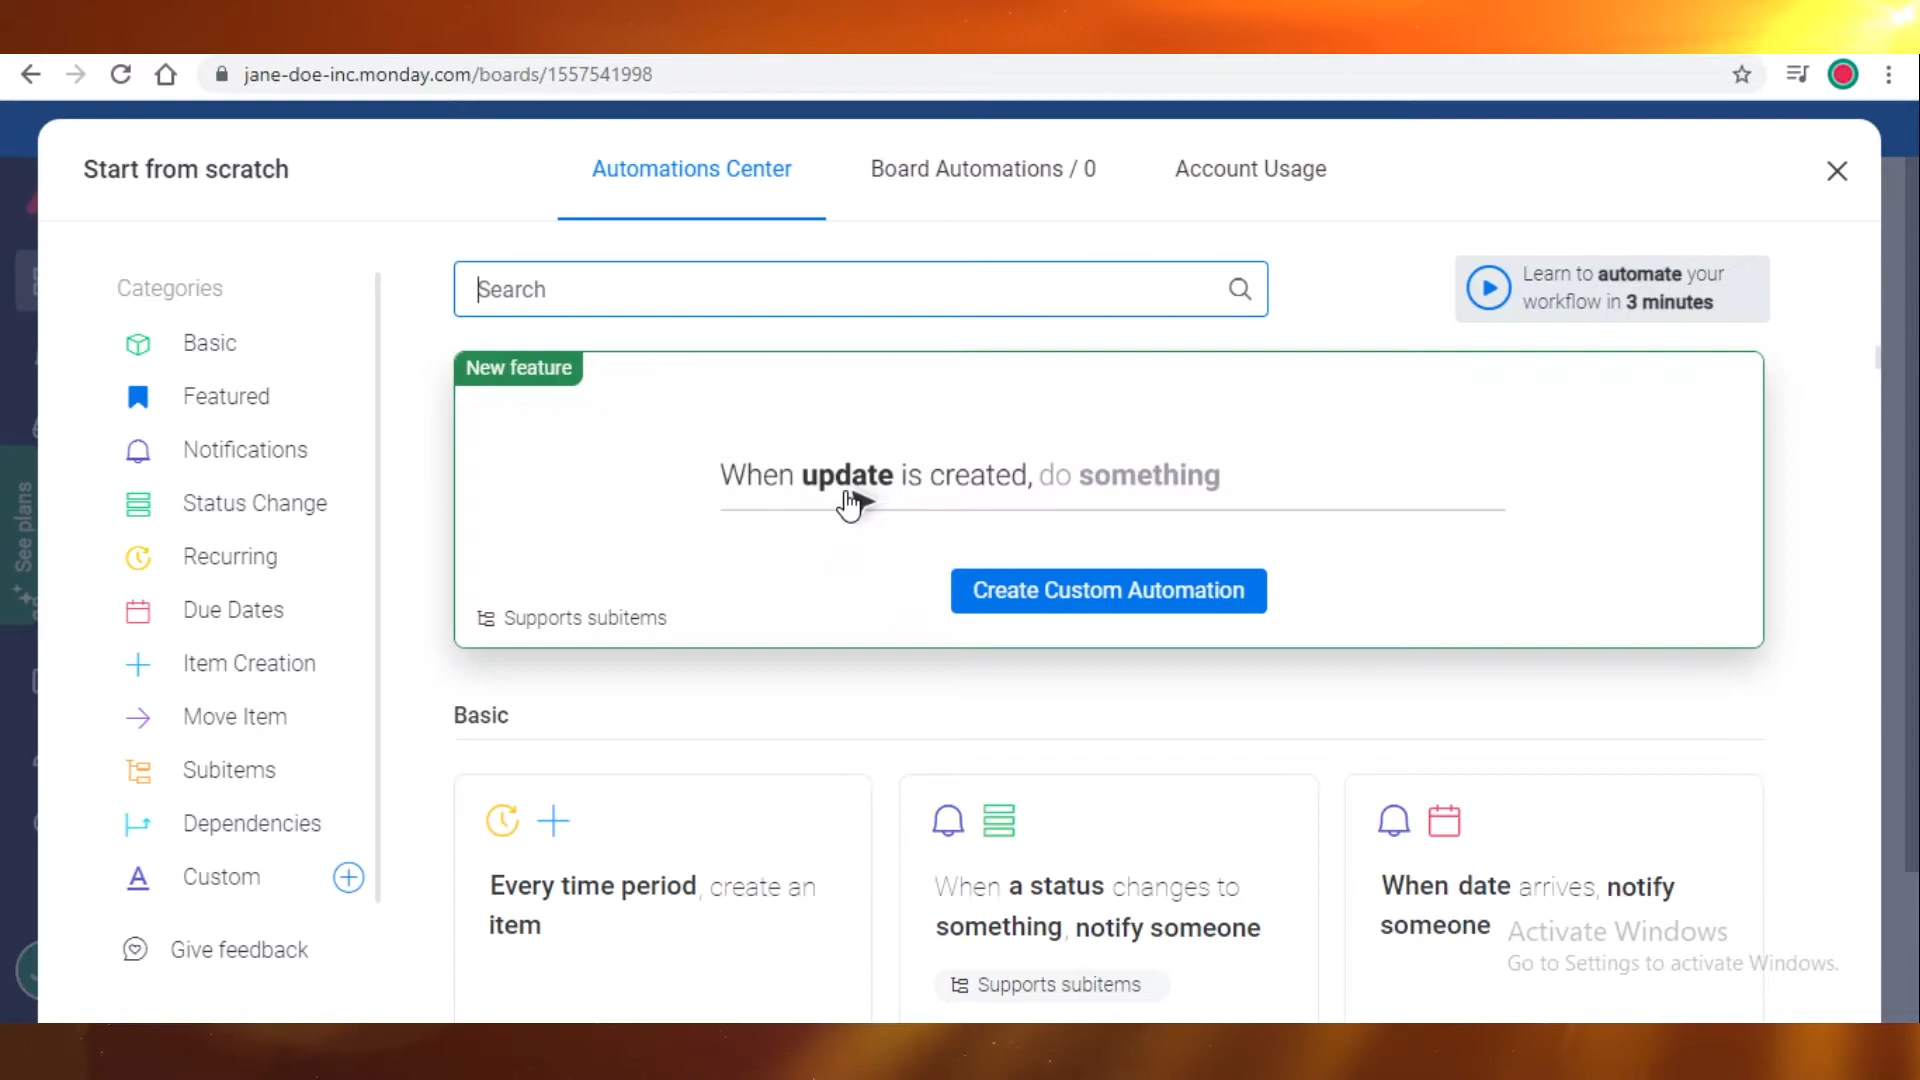 jane-doe-inc.monday.com/boards/1557541998
Start from scratch
Automations Center
Board Automations / 0
Account Usage
Categories
Basic
Featured
Notifications
Status Change
Recurring
Due Dates
Item Creation
Move Item
Subitems
Dependencies
Custom
Give feedback
See plans
Search
Learn to automate your
workflow in 3 minutes
New feature
When update is created, do something
Create Custom Automation
Supports subitems
Basic
Every time period, create an
item
When a status changes to
something, notify someone
Supports subitems
When date arrives, notify
someone
Activate Windows
Go to Settings to activate Windows.